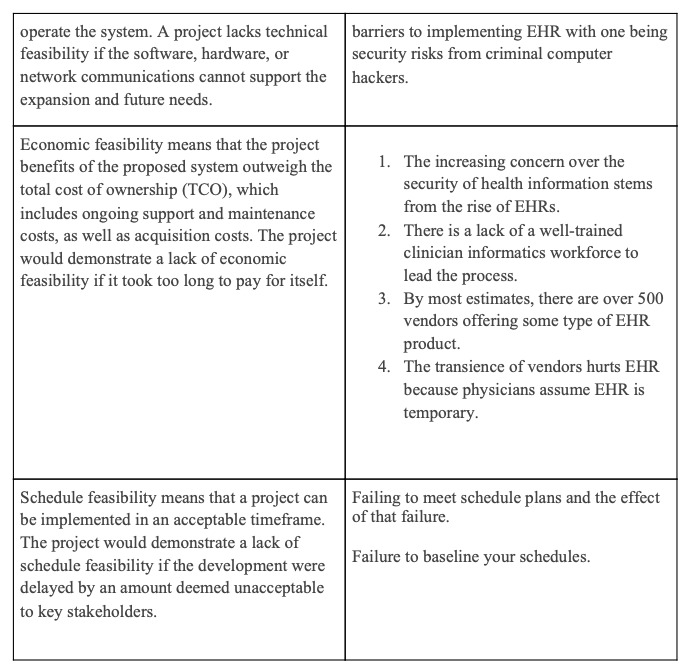 operate the system. A project lacks technical
feasibility if the software, hardware, or
network communications cannot support the
expansion and future needs.
barriers to implementing EHR with one being
security risks from criminal computer
hackers.
Economic feasibility means that the project
benefits of the proposed system outweigh the
total cost of ownership (TCO), which
includes ongoing support and maintenance
costs, as well as acquisition costs. The project
would demonstrate a lack of economic
feasibility if it took too long to pay for itself.
1. The increasing concern over the
security of health information stems
from the rise of EHRs.
2. There is a lack of a well-trained
clinician informatics workforce to
lead the process.
3. By most estimates, there are over 500
vendors offering some type of EHR
product.
4. The transience of vendors hurts EHR
because physicians assume EHR is
temporary.
Schedule feasibility means that a project can
be implemented in an acceptable timeframe.
The project would demonstrate a lack of
schedule feasibility if the development were
delayed by an amount deemed unacceptable
to key stakeholders.
Failing to meet schedule plans and the effect
of that failure.
Failure to baseline your schedules.